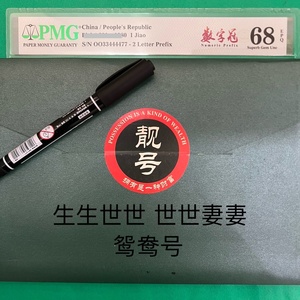 PMG
PAPER MONEY GUARANTY
China / People's Republic
1 Jiao
S/N OO33444477 - 2 Letter Prefix
数字冠
Numeric Prefix
68
EPQ
Superb Gem Unc
POSSESSION IS A KIND OF WEALTH
靓号
拥有是一种财富
生生世世 世世妻妻
鸳鸯号